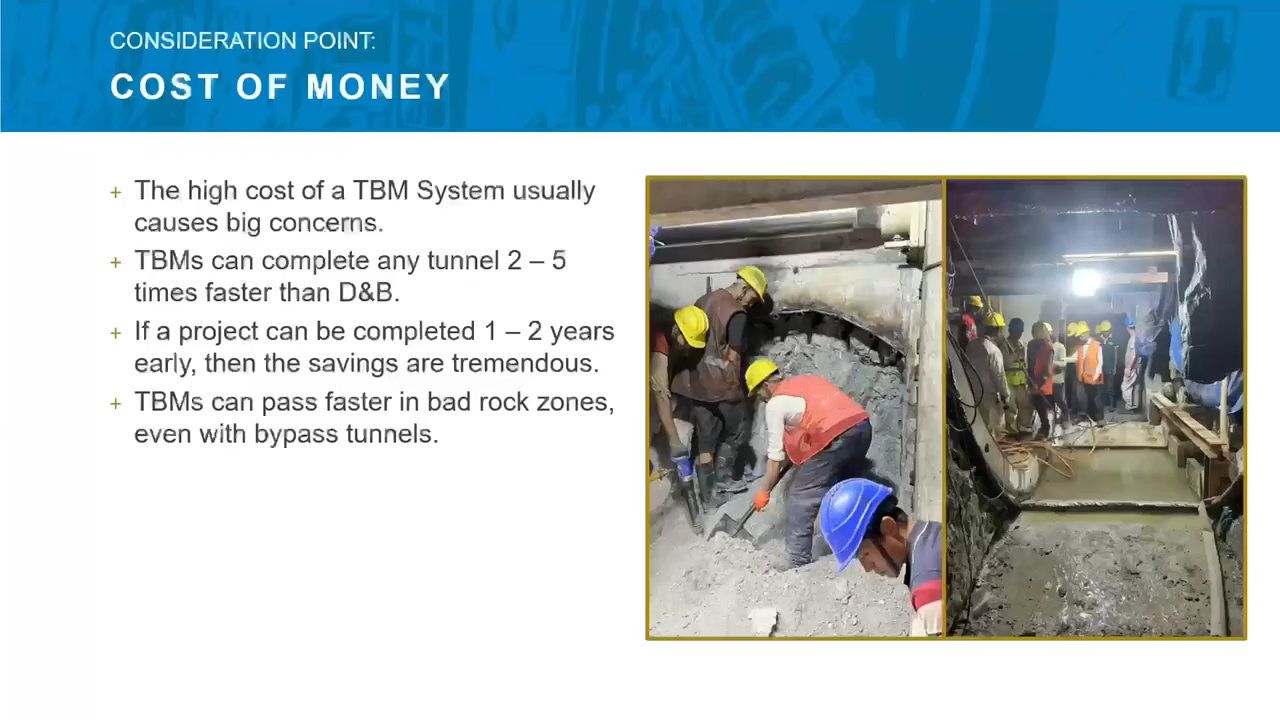 CONSIDERATION POINT:
COST OF MONEY
+ The high cost of a TBM System usually
causes big concerns.
+ TBMs can complete any tunnel 2 – 5
times faster than D&B.
+ If a project can be completed 1 – 2 years
early, then the savings are tremendous.
+ TBMs can pass faster in bad rock zones,
even with bypass tunnels.